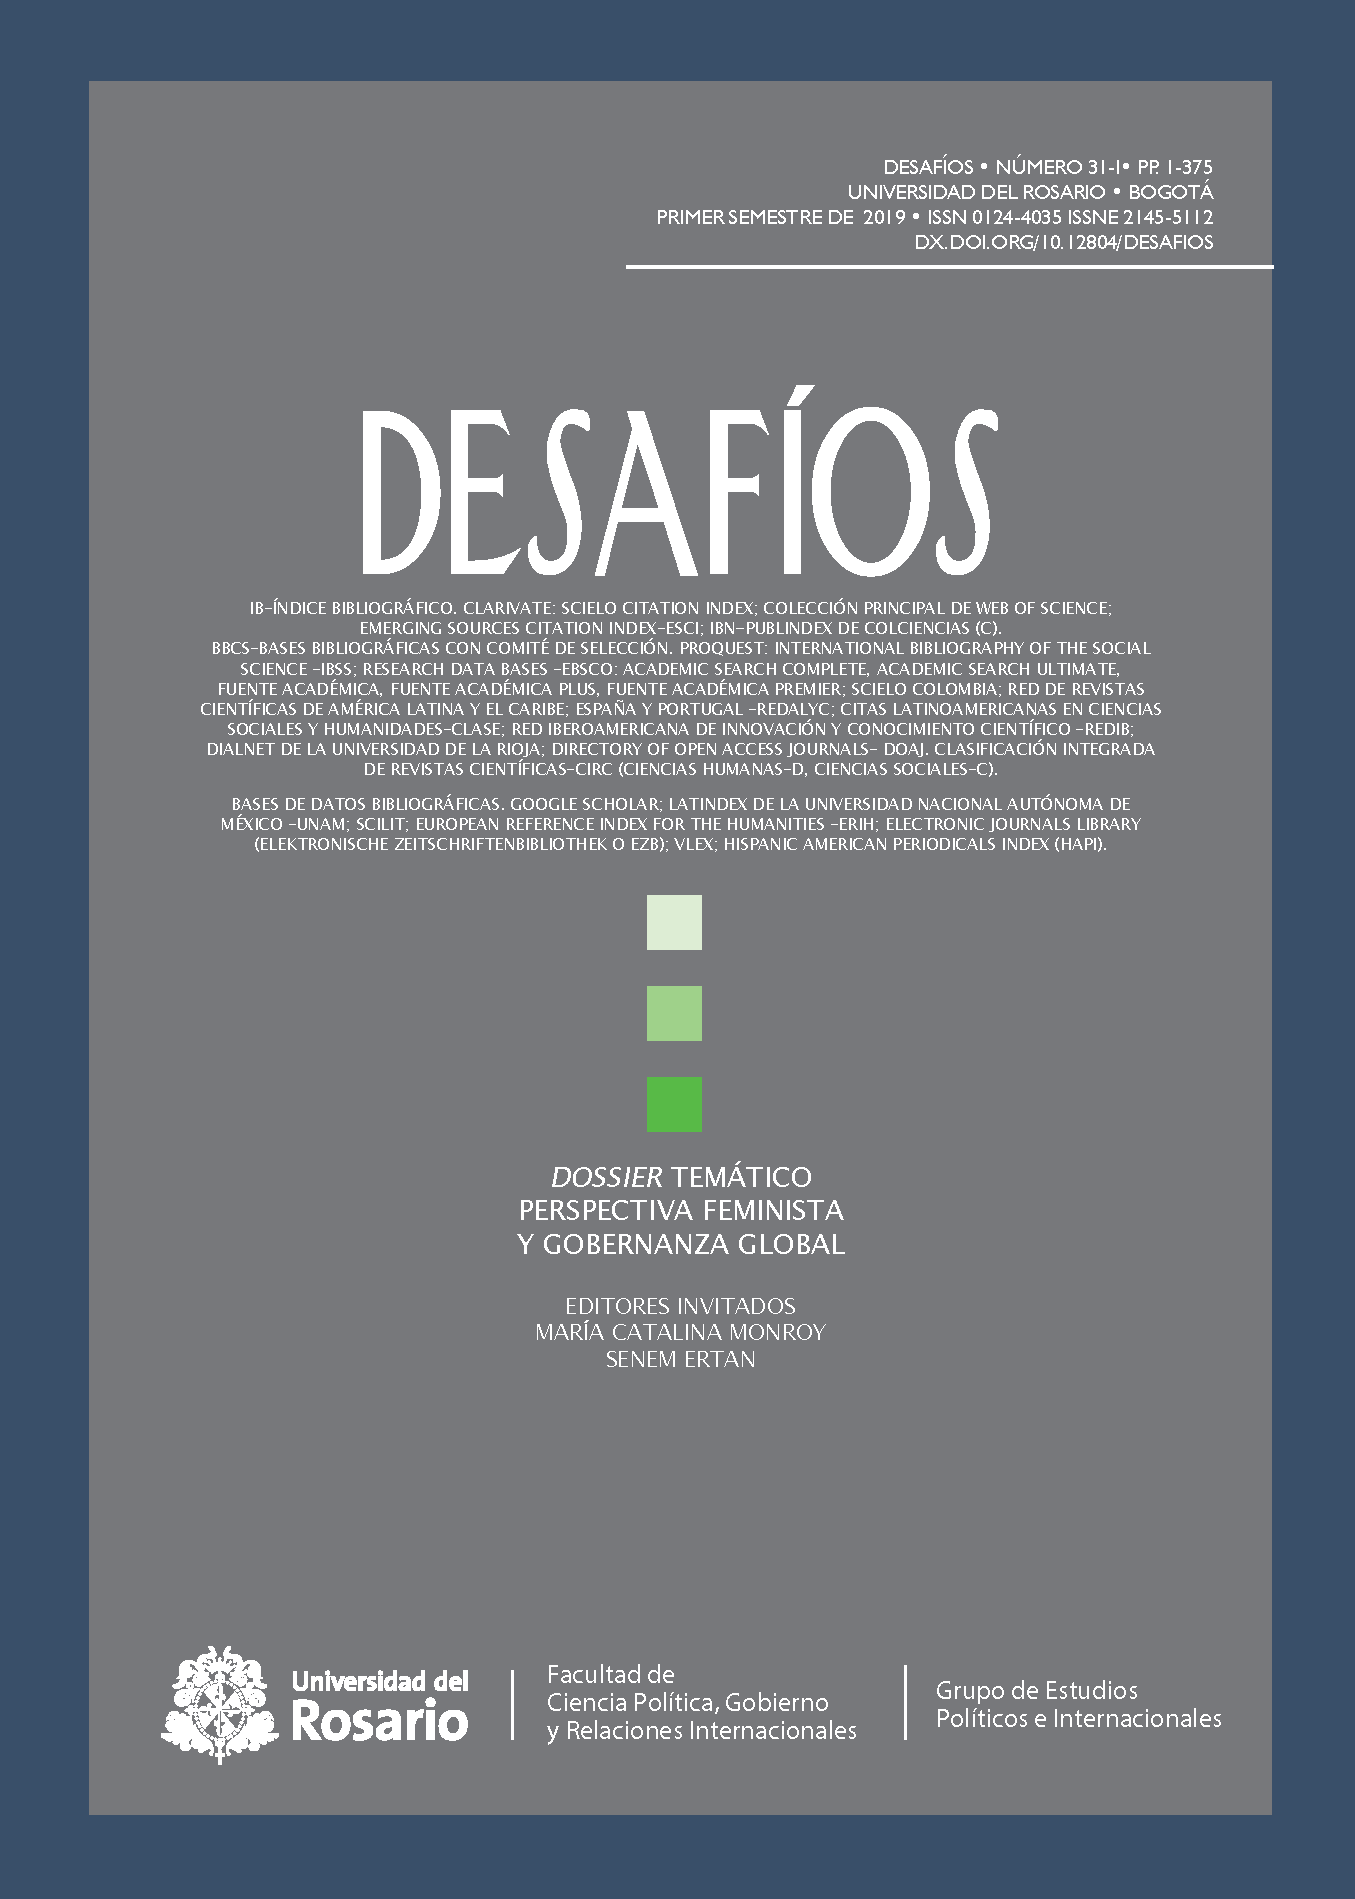 DESAFÍOS • NÚMERO 31-I• PP. 1-375
UNIVERSIDAD DEL ROSARIO • BOGOTÁ
PRIMER SEMESTRE DE 2019 • ISSN 0124-4035 ISSNE 2145-5112
DX.DOI.ORG/10.12804/DESAFIOS
DESAFÍOS
IB-ÍNDICE BIBLIOGRÁFICO. CLARIVATE: SCIELO CITATION INDEX; COLECCIÓN PRINCIPAL DE WEB OF SCIENCE;
EMERGING SOURCES CITATION INDEX-ESCI; IBN-PUBLINDEX DE COLCIENCIAS (C).
BBCS-BASES BIBLIOGRÁFICAS CON COMITÉ DE SELECCIÓN. PROQUEST: INTERNATIONAL BIBLIOGRAPHY OF THE SOCIAL
SCIENCE -IBSS; RESEARCH DATA BASES -EBSCO: ACADEMIC SEARCH COMPLETE, ACADEMIC SEARCH ULTIMATE,
FUENTE ACADÉMICA, FUENTE ACADÉMICA PLUS, FUENTE ACADÉMICA PREMIER; SCIELO COLOMBIA; RED DE REVISTAS
CIENTÍFICAS DE AMÉRICA LATINA Y EL CARIBE; ESPAÑA Y PORTUGAL -REDALYC; CITAS LATINOAMERICANAS EN CIENCIAS
SOCIALES Y HUMANIDADES-CLASE; RED IBEROAMERICANA DE INNOVACIÓN Y CONOCIMIENTO CIENTÍFICO -REDIB;
DIALNET DE LA UNIVERSIDAD DE LA RIOJA; DIRECTORY OF OPEN ACCESS JOURNALS- DOAJ. CLASIFICACIÓN INTEGRADA
DE REVISTAS CIENTÍFICAS-CIRC (CIENCIAS HUMANAS-D, CIENCIAS SOCIALES-C).
BASES DE DATOS BIBLIOGRÁFICAS. GOOGLE SCHOLAR; LATINDEX DE LA UNIVERSIDAD NACIONAL AUTÓNOMA DE
MÉXICO -UNAM; SCILIT; EUROPEAN REFERENCE INDEX FOR THE HUMANITIES -ERIH; ELECTRONIC JOURNALS LIBRARY
(ELEKTRONISCHE ZEITSCHRIFTENBIBLIOTHEK O EZB); VLEX; HISPANIC AMERICAN PERIODICALS INDEX (HAPI).
DOSSIER TEMÁTICO
PERSPECTIVA FEMINISTA
Y GOBERNANZA GLOBAL
EDITORES INVITADOS
MARÍA CATALINA MONROY
SENEM ERTAN
Universidad del
Rosario
Facultad de
Ciencia Política, Gobierno
y Relaciones Internacionales
Grupo de Estudios
Políticos e Internacionales